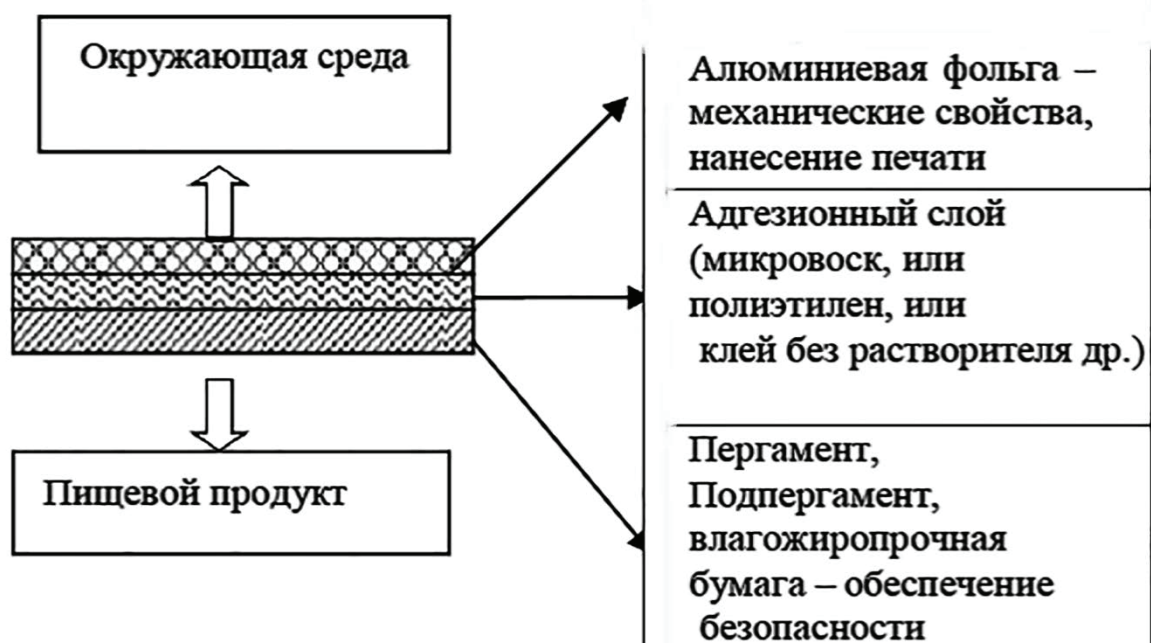 Окружающая среда
Пищевой продукт
Алюминиевая фольга –
механические свойства,
нанесение печати
Адгезионный слой
(микровоск, или
полиэтилен, или
клей без растворителя др.)
Пергамент,
Подпергамент,
влагожиропрочная
бумага – обеспечение
безопасности